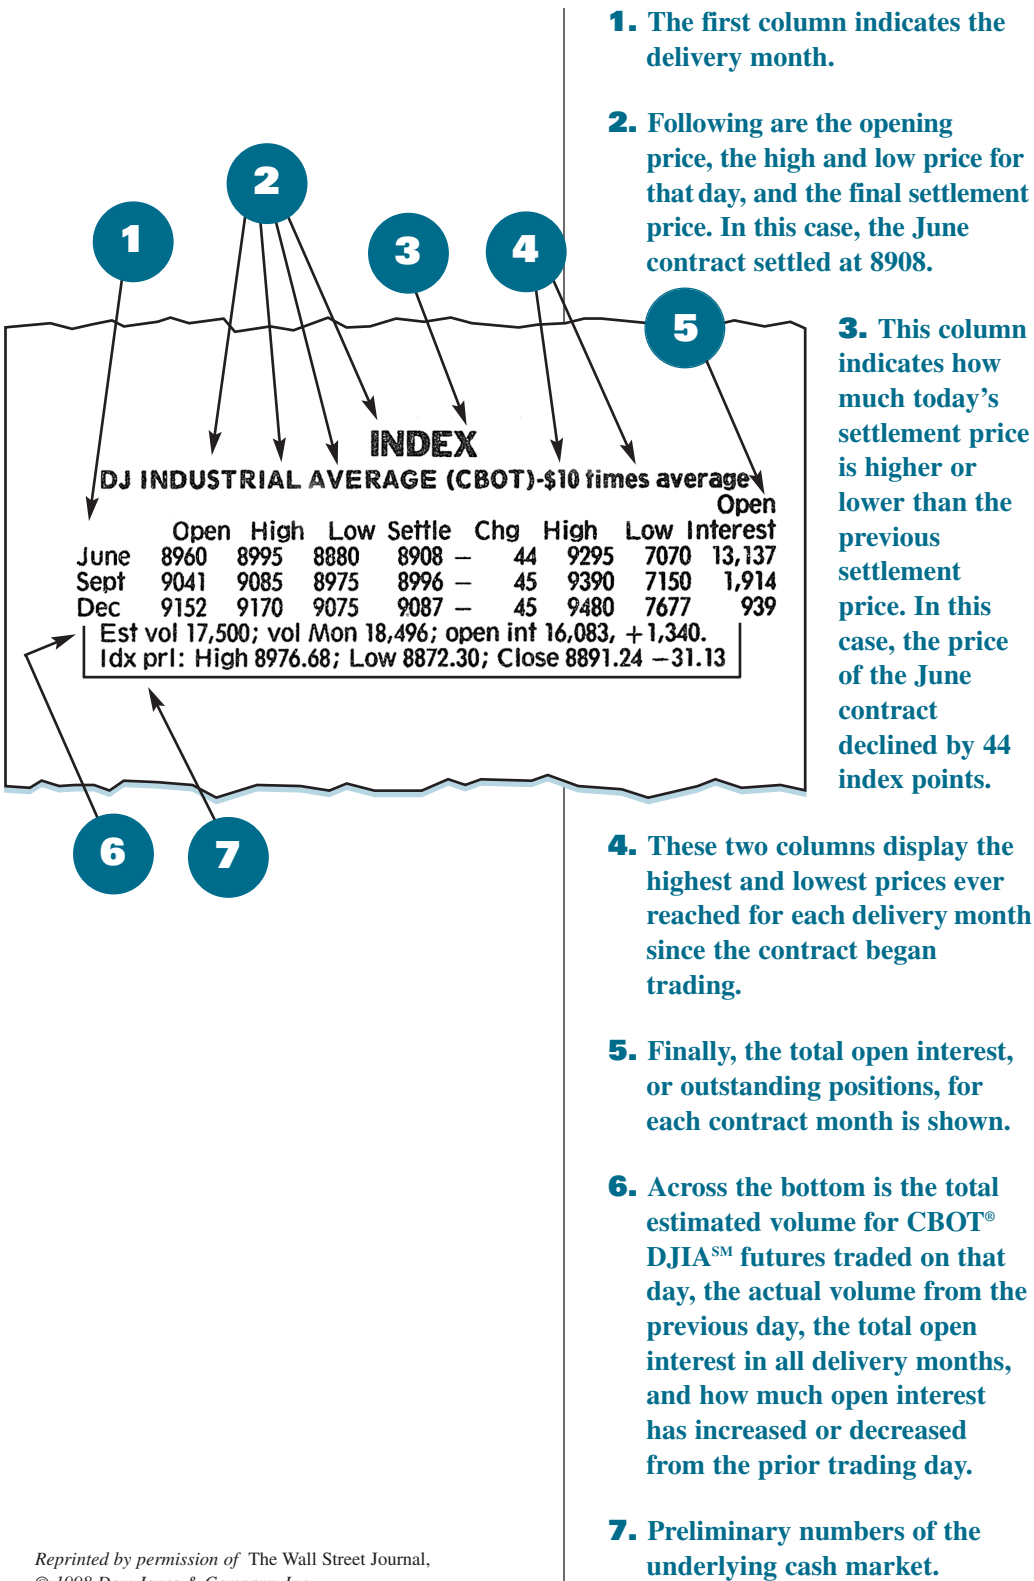 1. The first column indicates the
delivery month.
2. Following are the opening
price, the high and low price for
that day, and the final settlement
price. In this case, the June
contract settled at 8908.
3. This column
indicates how
much today's
settlement price
is higher or
lower than the
previous
settlement
price. In this
case, the price
of the June
contract
declined by 44
index points.
4. These two columns display the
highest and lowest prices ever
reached for each delivery month
since the contract began
trading.
5. Finally, the total open interest,
or outstanding positions, for
each contract month is shown.
6. Across the bottom is the total
estimated volume for CBOT®
DJIA℠ futures traded on that
day, the actual volume from the
previous day, the total open
interest in all delivery months,
and how much open interest
has increased or decreased
from the prior trading day.
7. Preliminary numbers of the
underlying cash market.
1
2
3
4
5
INDEX
DJ INDUSTRIAL AVERAGE (CBOT)-$10 times average
Open
Open High Low Settle Chg High Low Interest
June 8960 8995 8880 8908 – 44 9295 7070 13,137
Sept 9041 9085 8975 8996 – 45 9390 7150 1,914
Dec 9152 9170 9075 9087 – 45 9480 7677 939
Est vol 17,500; vol Mon 18,496; open int 16,083, +1,340.
Idx prl: High 8976.68; Low 8872.30; Close 8891.24 –31.13
6
7
Reprinted by permission of The Wall Street Journal,
© 1998 Dow Jones & Company, Inc.